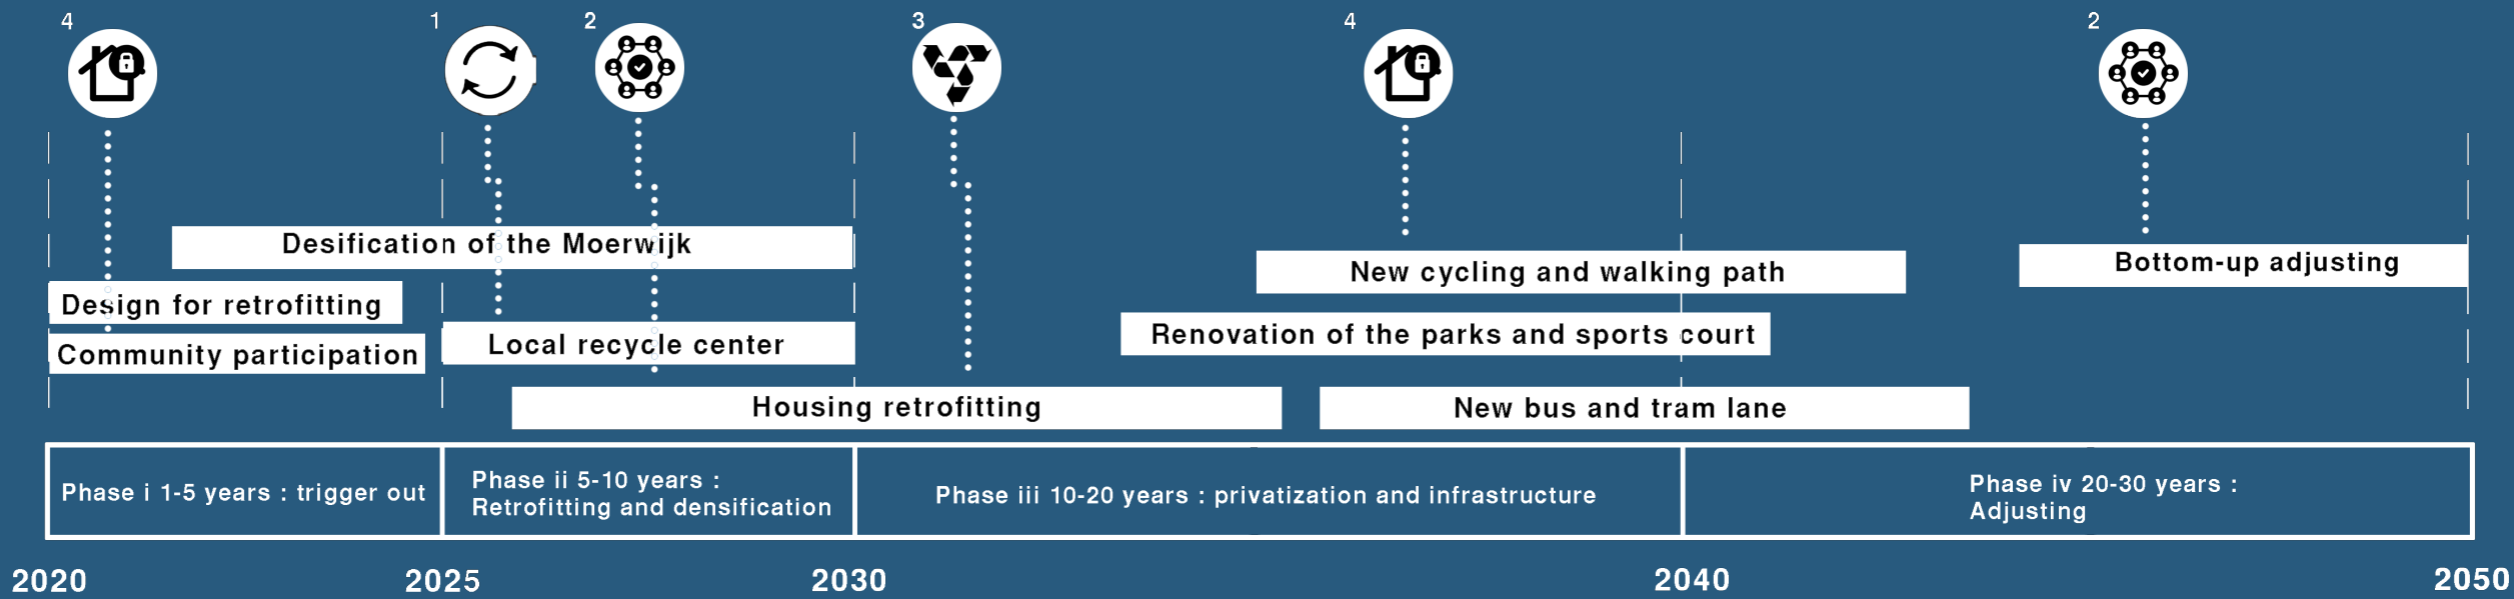 4
1
2
3
4
2
Desification of the Moerwijk
New cycling and walking path
Bottom-up adjusting
Design for retrofitting
Renovation of the parks and sports court
Community participation
Local recycle center
Housing retrofitting
New bus and tram lane
Phase i 1-5 years : trigger out
Phase ii 5-10 years :
Retrofitting and densification
Phase iii 10-20 years : privatization and infrastructure
Phase iv 20-30 years :
Adjusting
2020
2025
2030
2040
2050